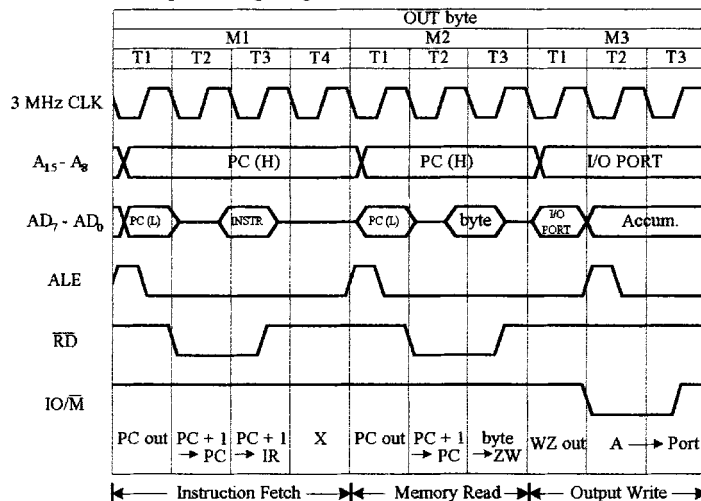 OUT byte
M1 M2 M3
T1 T2 T3 T4 T1 T2 T3 T1 T2 T3
3 MHz CLK
A15 - A8 PC (H) PC (H) I/O PORT
AD7 - AD0 PC (L) INSTR PC (L) byte I/O PORT Accum.
ALE
RD
IO/M
PC out PC + 1 → PC PC + 1 → IR X PC out PC + 1 → PC byte → ZW WZ out A → Port
Instruction Fetch Memory Read Output Write